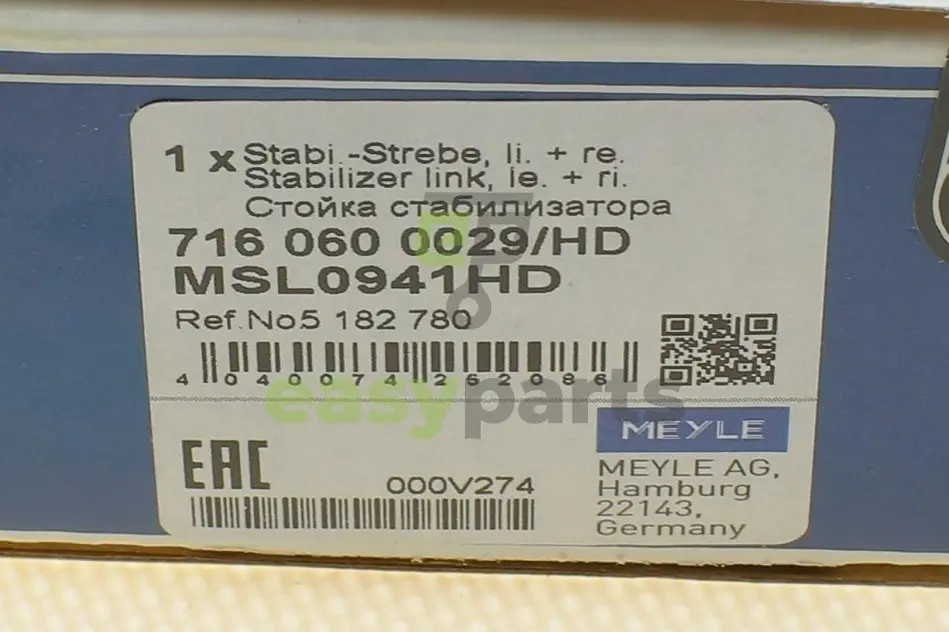 1 x Stabi.-Strebe, li. + re.
Stabilizer link, le. + ri.
Стойка стабилизатора
716 060 0029/HD
MSL0941HD
Ref.No5 182 780
4 040074 262086
easyparts
MEYLE
EAC
000V274
MEYLE AG,
Hamburg
22143,
Germany